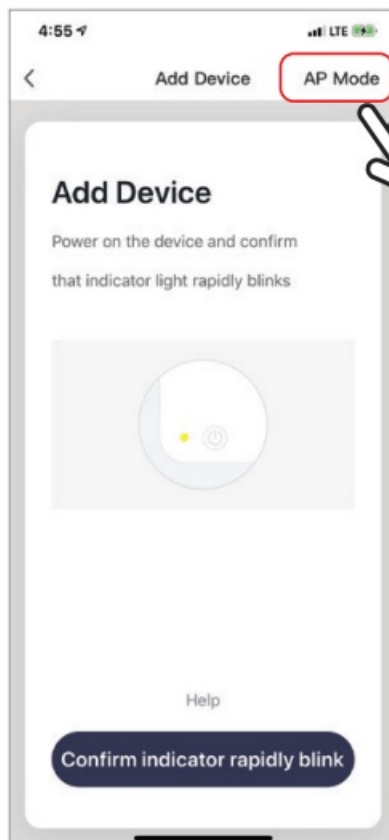 4:55
LTE
Add Device
AP Mode
Add Device
Power on the device and confirm
that indicator light rapidly blinks
Help
Confirm indicator rapidly blink